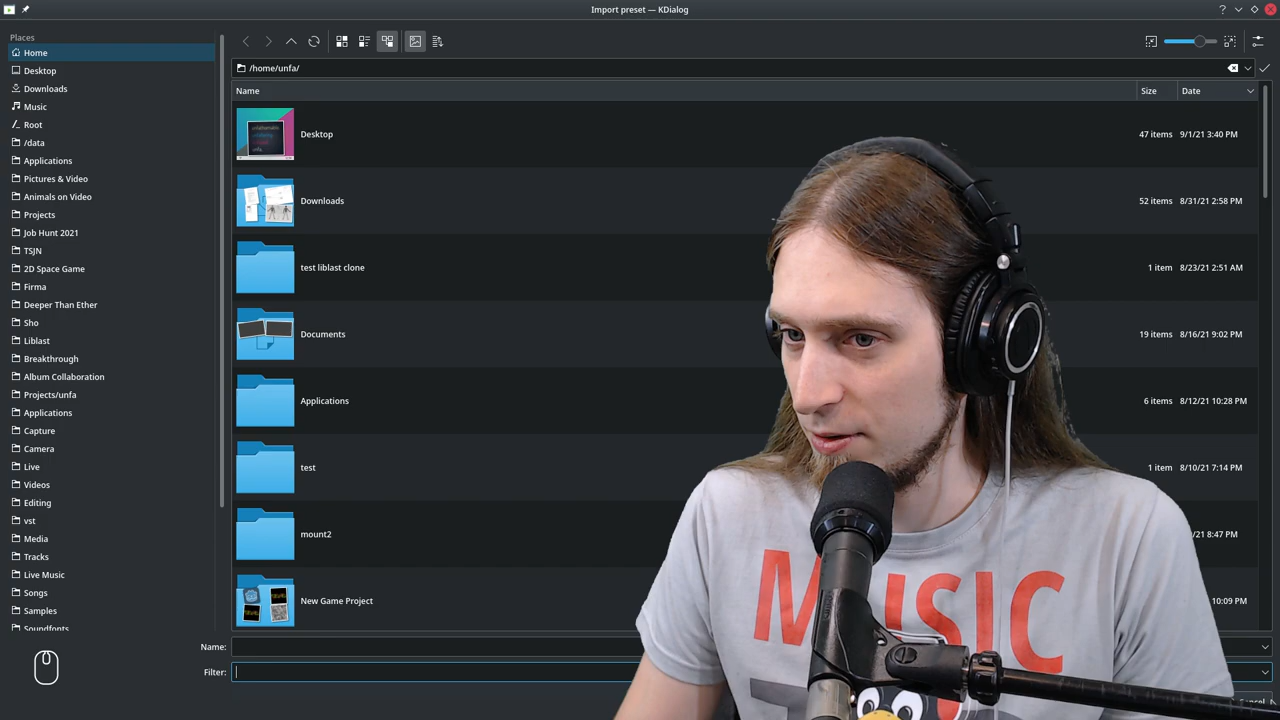 Import preset — KDialog
Places
Home
Desktop
Downloads
Music
Root
/data
Applications
Pictures & Video
Animals on Video
Projects
Job Hunt 2021
TSJN
2D Space Game
Firma
Deeper Than Ether
Sho
Liblast
Breakthrough
Album Collaboration
Projects/unfa
Applications
Capture
Camera
Live
Videos
Editing
vst
Media
Tracks
Live Music
Songs
Samples
Soundfonts
/home/unfa/
Name Size Date
Desktop 47 items 9/1/21 3:40 PM
Downloads 52 items 8/31/21 2:58 PM
test liblast clone 1 item 8/23/21 2:51 AM
Documents 19 items 8/16/21 9:02 PM
Applications 6 items 8/12/21 10:28 PM
test 1 item 8/10/21 7:14 PM
mount2 /21 8:47 PM
New Game Project 10:09 PM
Name:
Filter:
Cancel
MUSIC